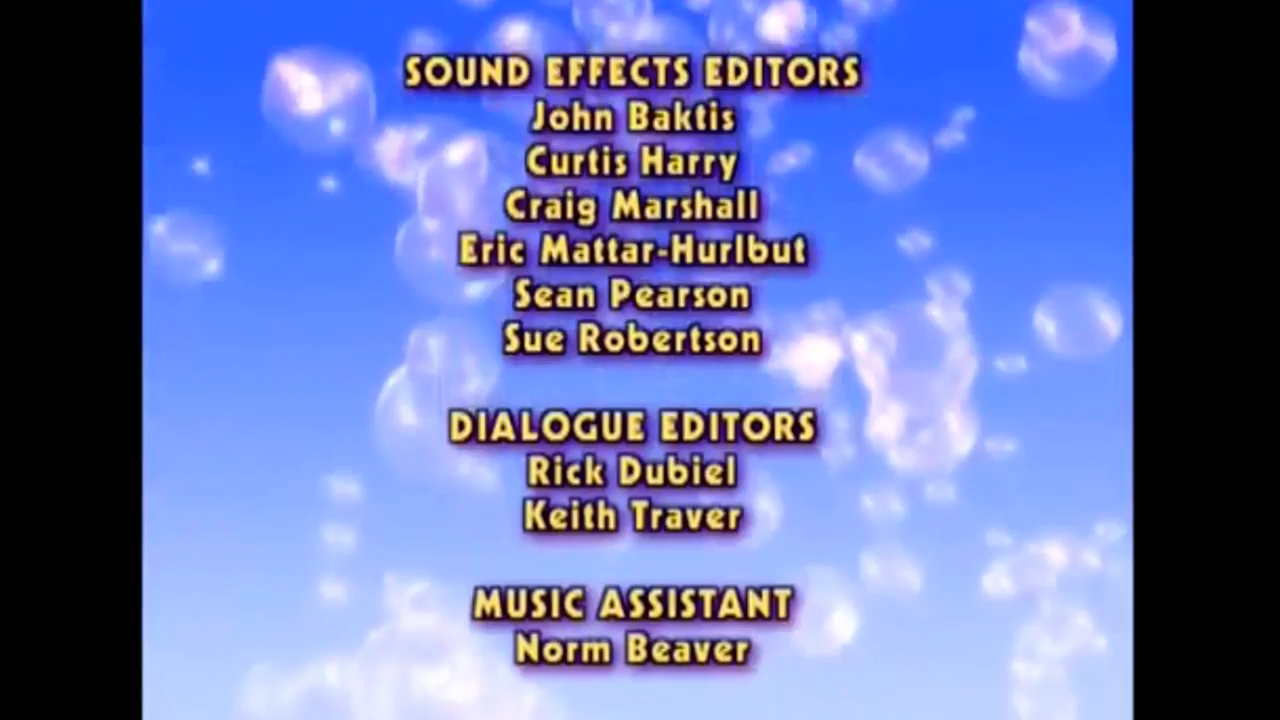 SOUND EFFECTS EDITORS
John Baktis
Curtis Harry
Craig Marshall
Eric Mattar-Hurlbut
Sean Pearson
Sue Robertson
DIALOGUE EDITORS
Rick Dubiel
Keith Traver
MUSIC ASSISTANT
Norm Beaver